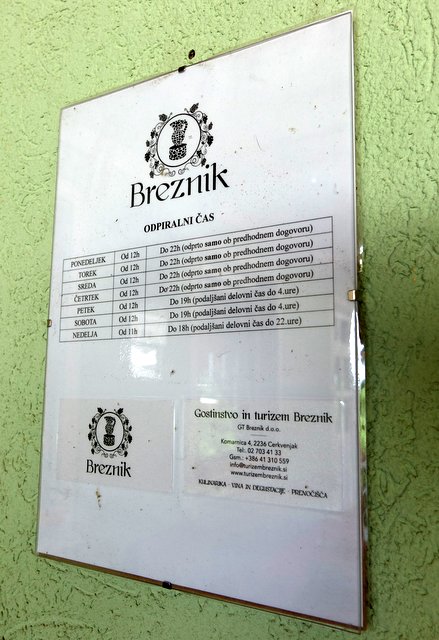 Breznik
ODPIRALNI ČAS
PONEDELJEK Od 12h Do 22h (odprto samo ob predhodnem dogovoru)
TOREK Od 12h Do 22h (odprto samo ob predhodnem dogovoru)
SREDA Od 12h Do 22h (odprto samo ob predhodnem dogovoru)
ČETRTEK Od 12h Do 22h (odprto samo ob predhodnem dogovoru)
PETEK Od 12h Do 19h (podaljšani delovni čas do 4.ure)
SOBOTA Od 12h Do 19h (podaljšani delovni čas do 4.ure)
NEDELJA Od 11h Do 18h (podaljšani delovni čas do 22.ure)
Breznik
Gostinstvo in turizem Breznik
GT Breznik d.o.o.
Komarnica 4, 2236 Cerkvenjak
Tel: 02 703 41 33
Gsm: +386 41 310 559
info@turizembreznik.si
www.turizembreznik.si
KULINARIKA · VINA IN DEGUSTACIJE · PRENOČIŠČA